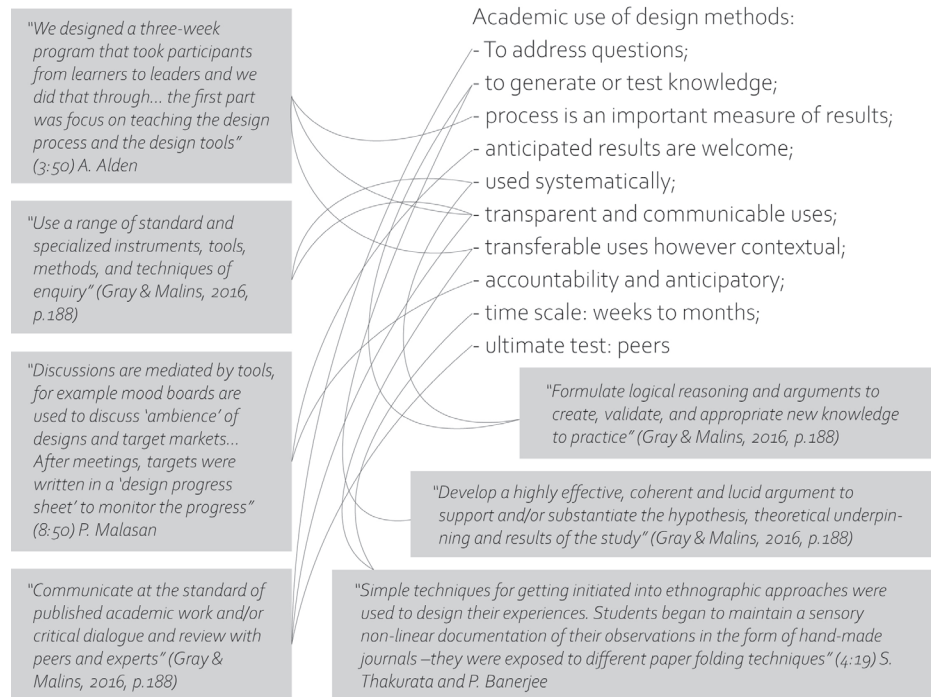 "We designed a three-week
program that took participants
from learners to leaders and we
did that through... the first part
was focus on teaching the design
process and the design tools"
(3:50) A. Alden
"Use a range of standard and
specialized instruments, tools,
methods, and techniques of
enquiry" (Gray & Malins, 2016,
p.188)
"Discussions are mediated by tools,
for example mood boards are
used to discuss 'ambience' of
designs and target markets...
After meetings, targets were
written in a 'design progress
sheet' to monitor the progress"
(8:50) P. Malasan
"Communicate at the standard of
published academic work and/or
critical dialogue and review with
peers and experts" (Gray &
Malins, 2016, p.188)
Academic use of design methods:
- To address questions;
- to generate or test knowledge;
- process is an important measure of results;
- anticipated results are welcome;
- used systematically;
- transparent and communicable uses;
- transferable uses however contextual;
- accountability and anticipatory;
- time scale: weeks to months;
- ultimate test: peers
"Formulate logical reasoning and arguments to
create, validate, and appropriate new knowledge
to practice" (Gray & Malins, 2016, p.188)
"Develop a highly effective, coherent and lucid argument to
support and/or substantiate the hypothesis, theoretical underpin-
ning and results of the study" (Gray & Malins, 2016, p.188)
"Simple techniques for getting initiated into ethnographic approaches were
used to design their experiences. Students began to maintain a sensory
non-linear documentation of their observations in the form of hand-made
journals –they were exposed to different paper folding techniques" (4:19) S.
Thakurata and P. Banerjee